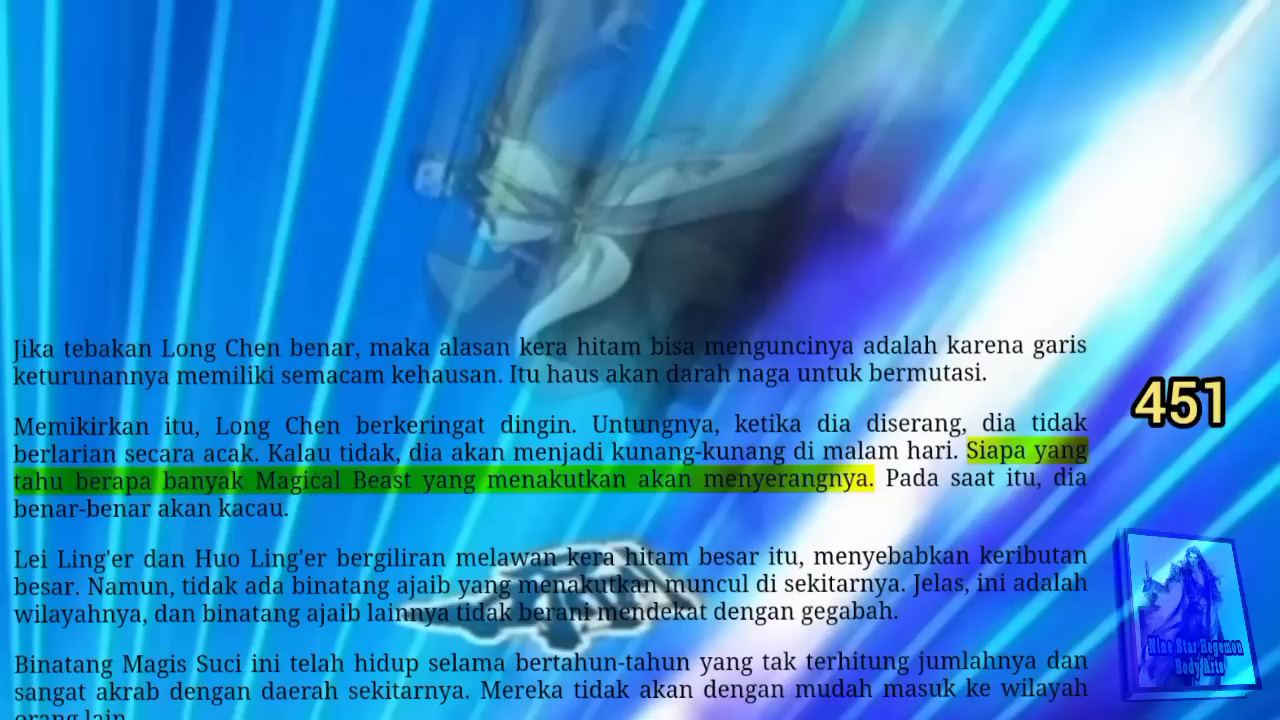 Jika tebakan Long Chen benar, maka alasan kera hitam bisa menguncinya adalah karena garis
keturunannya memiliki semacam kehausan. Itu haus akan darah naga untuk bermutasi.
Memikirkan itu, Long Chen berkeringat dingin. Untungnya, ketika dia diserang, dia tidak
berlarian secara acak. Kalau tidak, dia akan menjadi kunang-kunang di malam hari. Siapa yang
tahu berapa banyak Magical Beast yang menakutkan akan menyerangnya. Pada saat itu, dia
benar-benar akan kacau.
Lei Ling'er dan Huo Ling'er bergiliran melawan kera hitam besar itu, menyebabkan keributan
besar. Namun, tidak ada binatang ajaib yang menakutkan muncul di sekitarnya. Jelas, ini adalah
wilayahnya, dan binatang ajaib lainnya tidak berani mendekat dengan gegabah.
Binatang Magis Suci ini telah hidup selama bertahun-tahun yang tak terhitung jumlahnya dan
sangat akrab dengan daerah sekitarnya. Mereka tidak akan dengan mudah masuk ke wilayah
orang lain.
451
Nine Star Hegemon
Body Arts